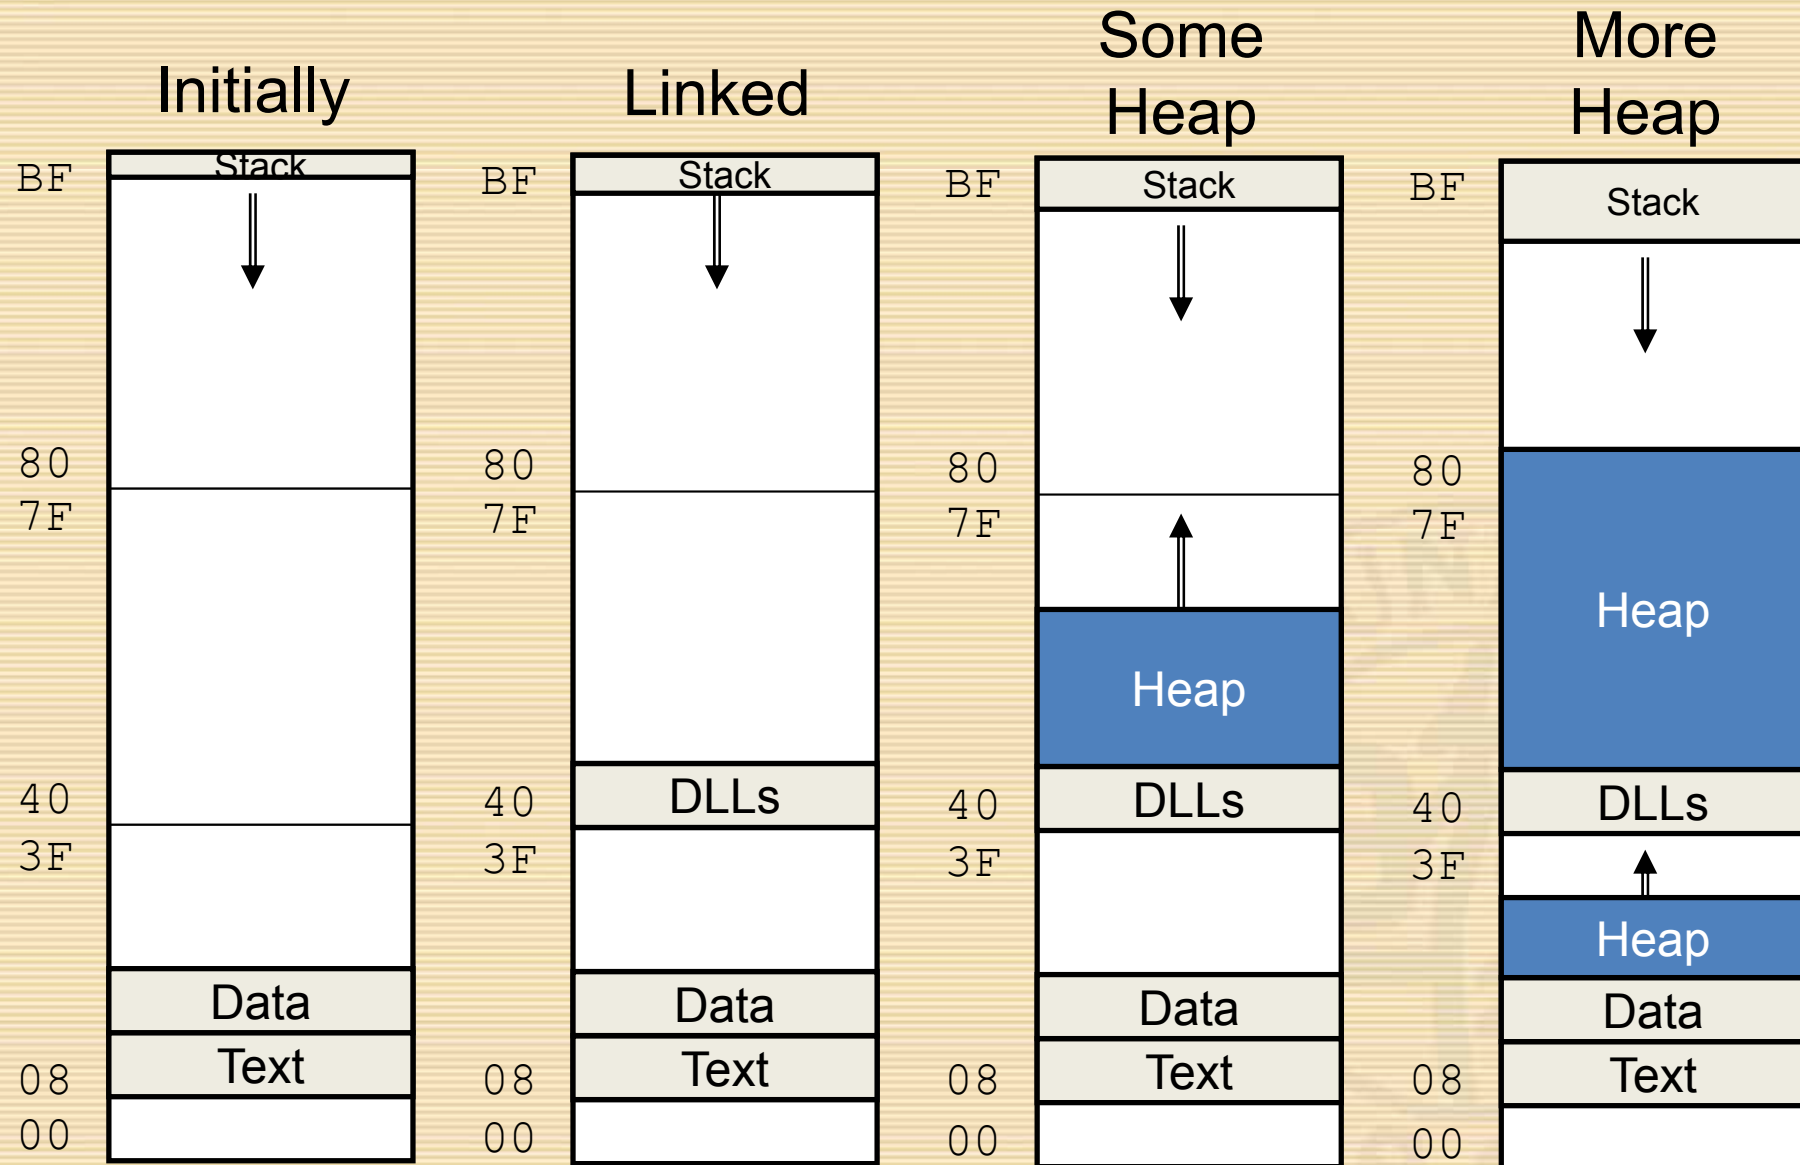 Initially
BF
Stack
80
7F
40
3F
Data
Text
08
00
Linked
BF
Stack
80
7F
DLLs
40
3F
Data
Text
08
00
Some
Heap
BF
Stack
80
7F
Heap
DLLs
40
3F
Data
Text
08
00
More
Heap
BF
Stack
80
7F
Heap
DLLs
40
3F
Heap
Data
Text
08
00